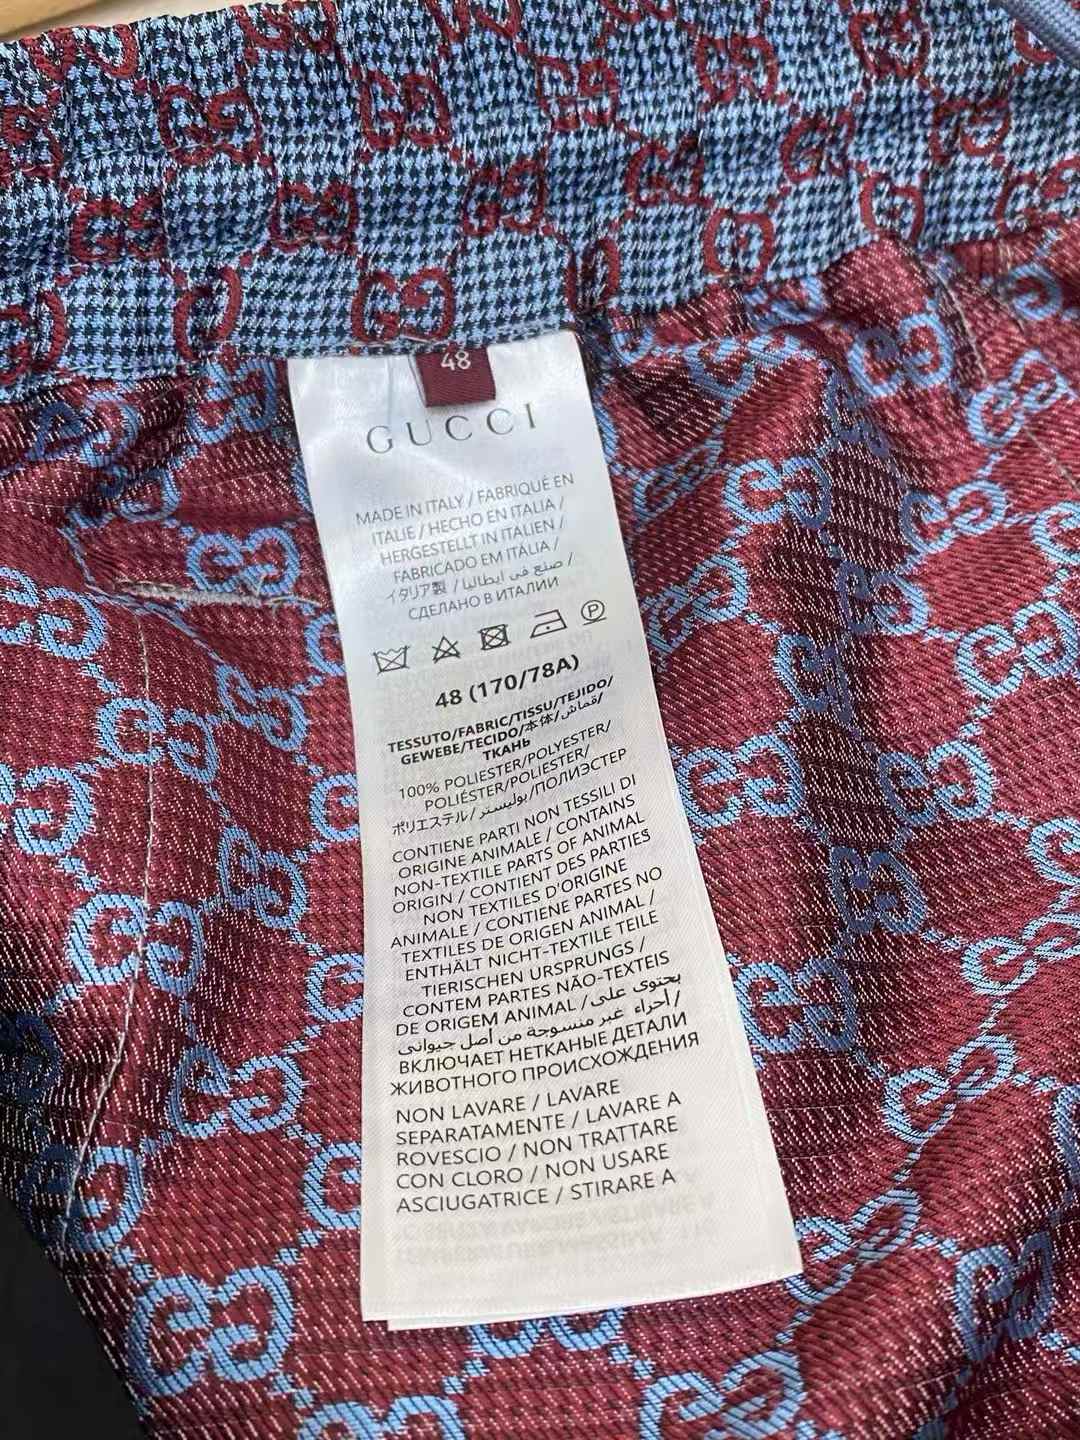 48
GUCCI
MADE IN ITALY / FABRIQUÉ EN
ITALIE / HECHO EN ITALIA /
HERGESTELLT IN ITALIEN /
FABRICADO EM ITÁLIA /
イタリア製 / صنع في ايطاليا /
СДЕЛАНО В ИТАЛИИ
P
48 (170/78A)
TESSUTO/FABRIC/TISSU/TEJIDO/
GEWEBE/TECIDO/本体/قماش/
ТКАНЬ
100% POLIESTER/POLYESTER/
POLIÉSTER/POLIESTER/
ポリエステル/بوليستر/ПОЛИЭСТЕР
CONTIENE PARTI NON TESSILI DI
ORIGINE ANIMALE / CONTAINS
NON-TEXTILE PARTS OF ANIMAL
ORIGIN / CONTIENT DES PARTIES
NON TEXTILES D'ORIGINE
ANIMALE / CONTIENE PARTES NO
TEXTILES DE ORIGEN ANIMAL /
ENTHÄLT NICHT-TEXTILE TEILE
TIERISCHEN URSPRUNGS /
CONTEM PARTES NÃO-TEXTEIS
DE ORIGEM ANIMAL / يحتوي على
أجزاء غير منسوجة من أصل حيواني /
ВКЛЮЧАЕТ НЕТКАНЫЕ ДЕТАЛИ
ЖИВОТНОГО ПРОИСХОЖДЕНИЯ
NON LAVARE / LAVARE
SEPARATAMENTE / LAVARE A
ROVESCIO / NON TRATTARE
CON CLORO / NON USARE
ASCIUGATRICE / STIRARE A